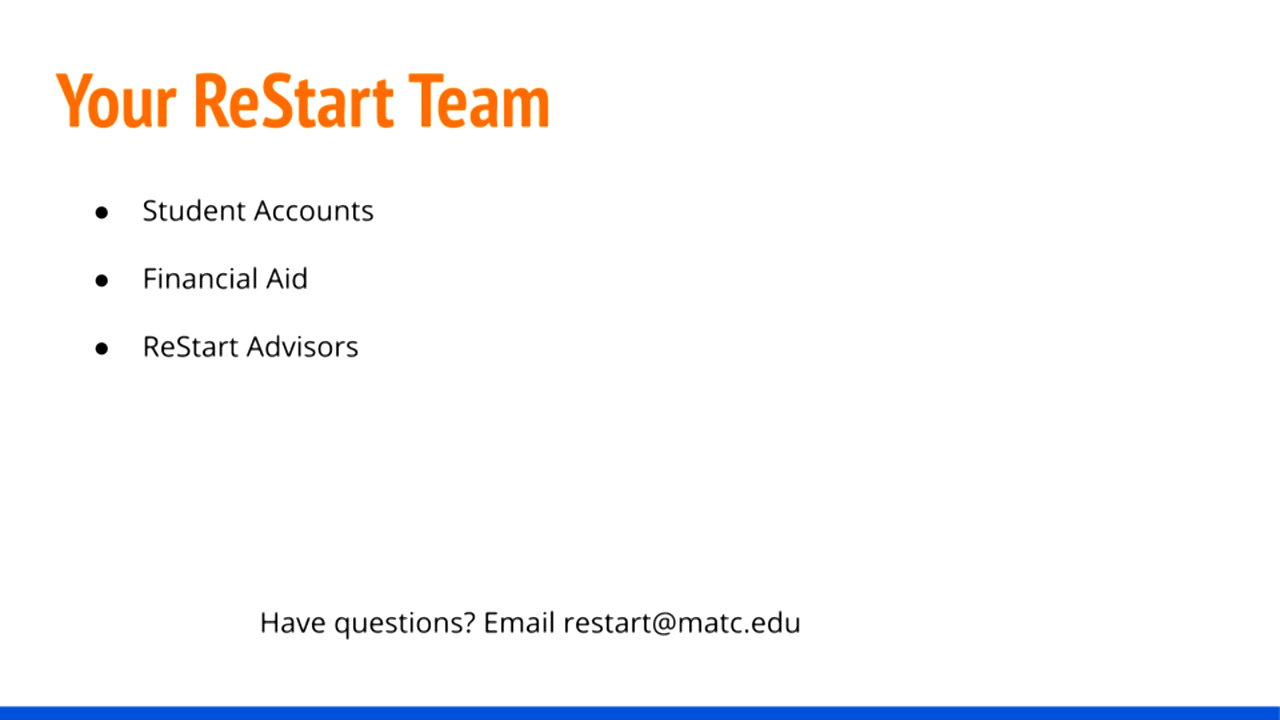 Your ReStart Team
● Student Accounts
● Financial Aid
● ReStart Advisors
Have questions? Email restart@matc.edu